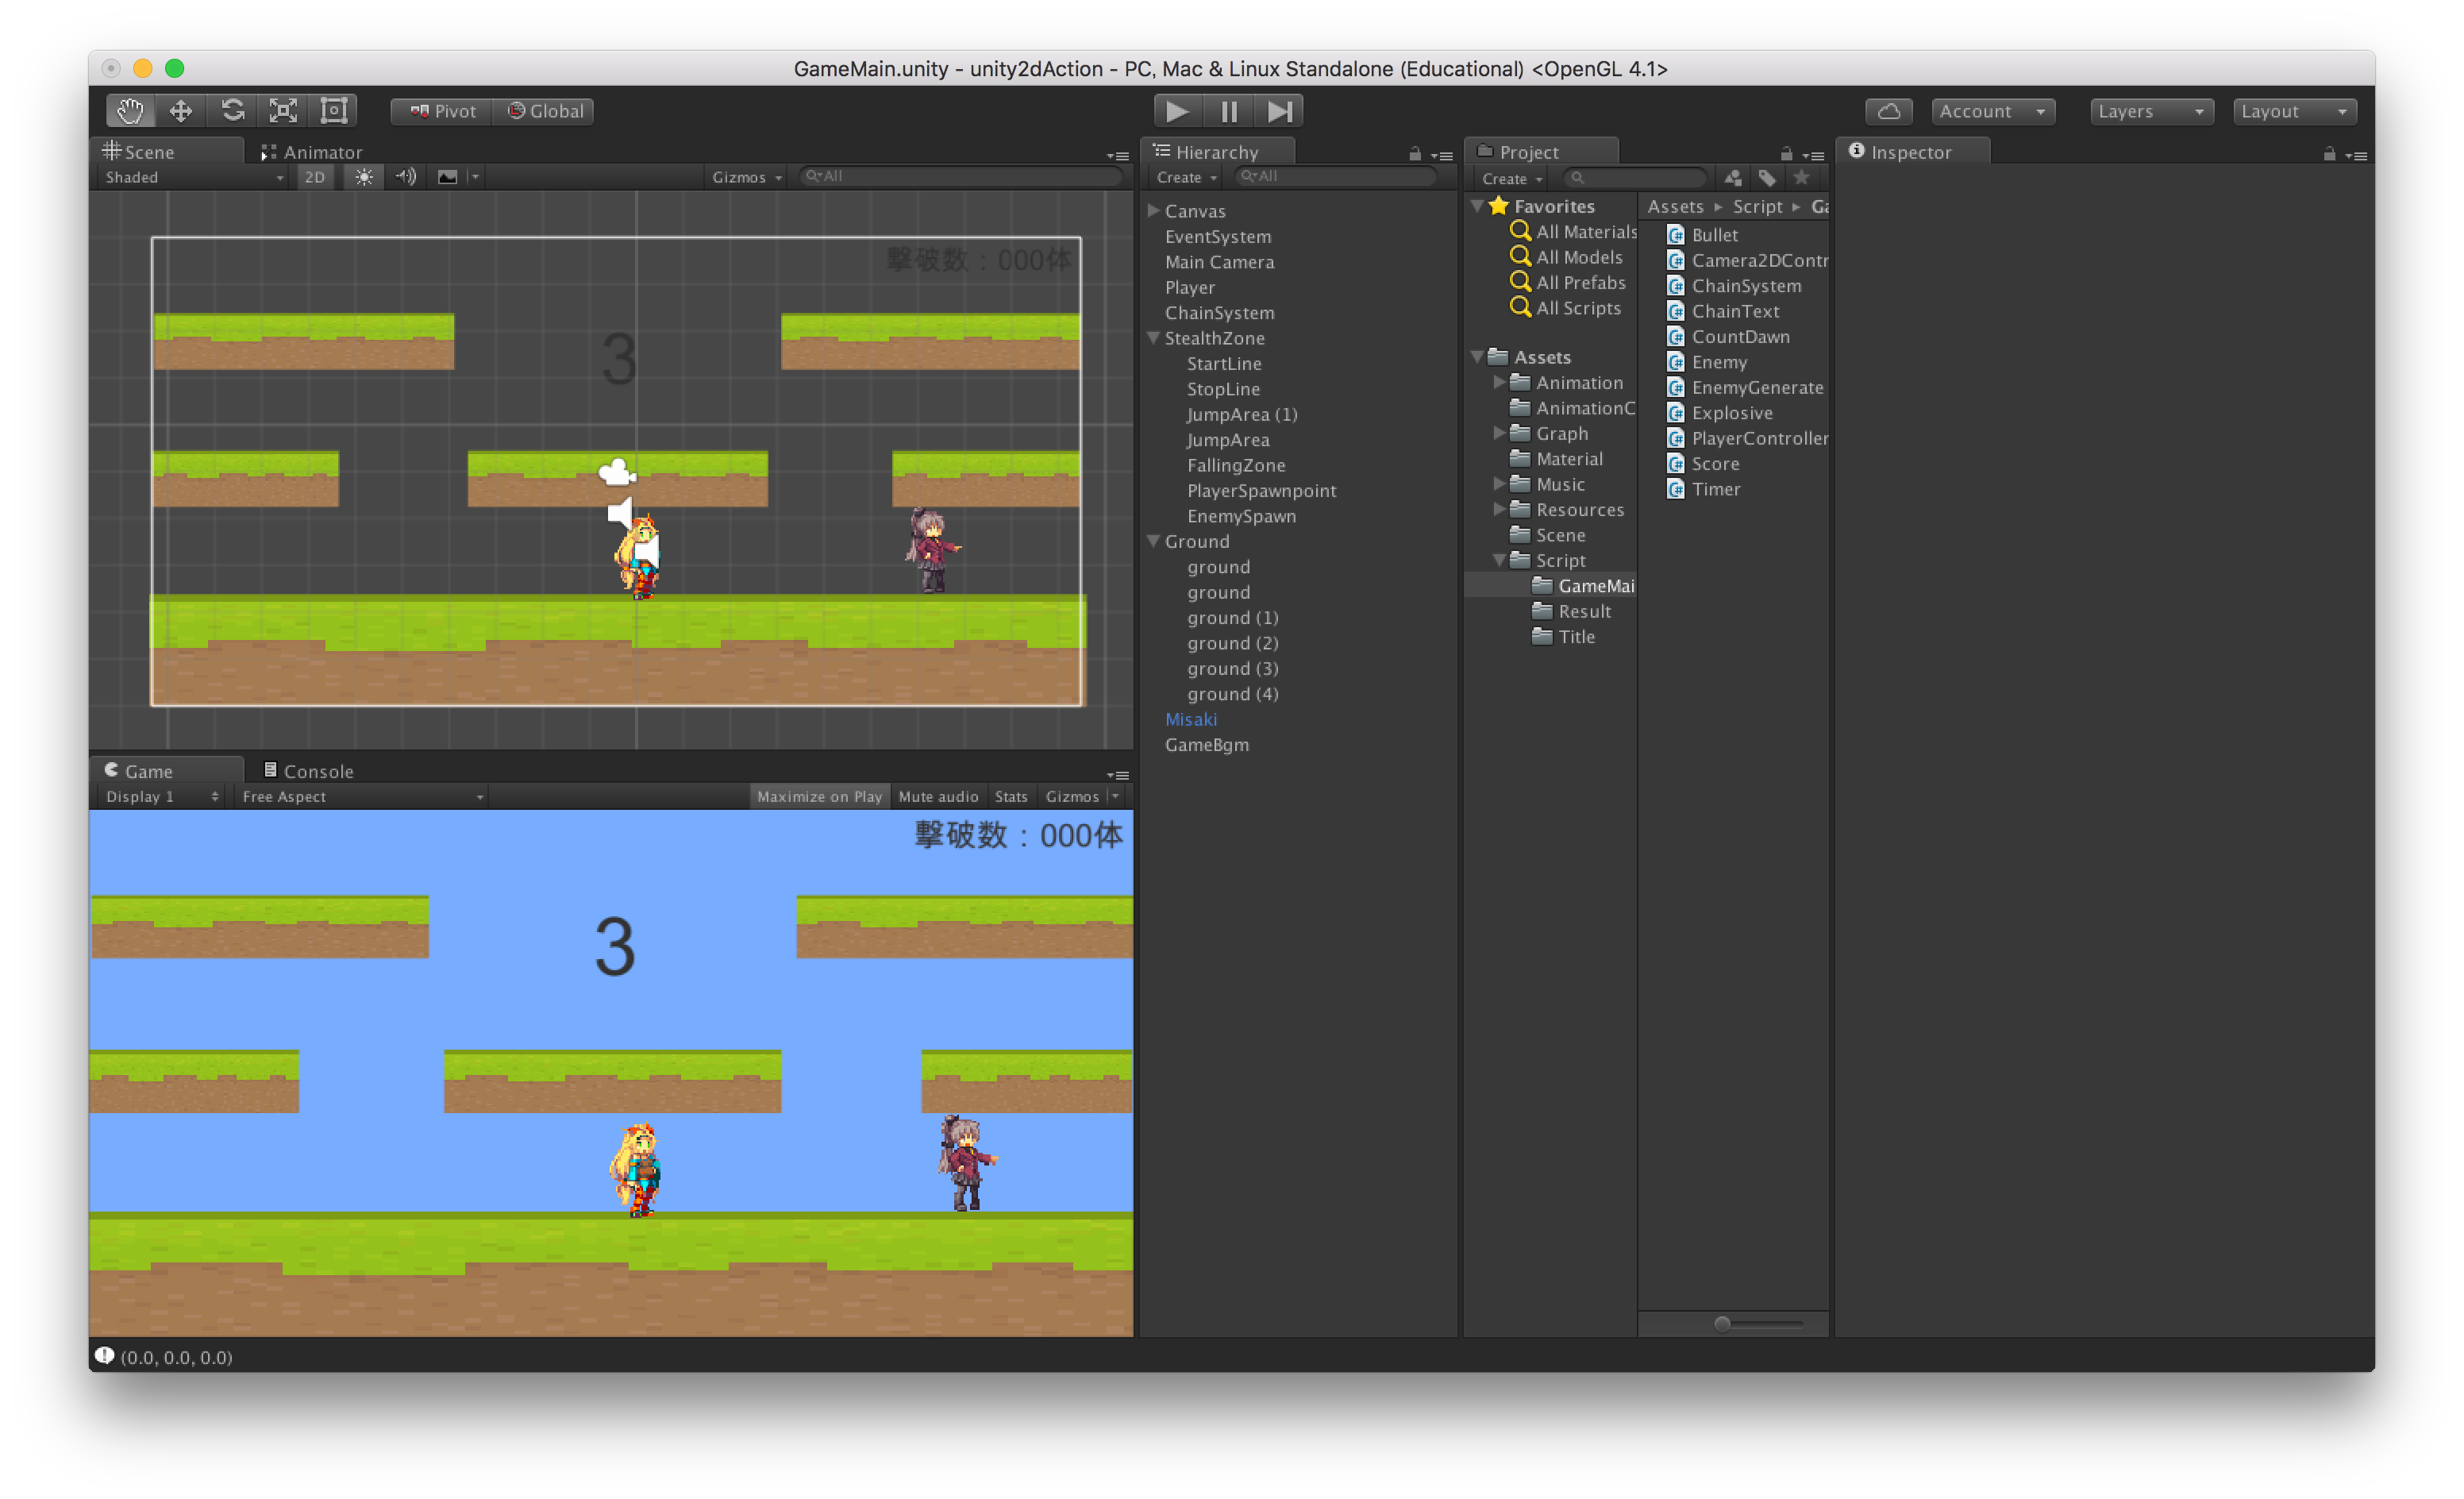 GameMain.unity - unity2dAction - PC, Mac & Linux Standalone (Educational) <OpenGL 4.1>
Pivot Global
Account Layers Layout
Scene Animator
Shaded 2D Gizmos All
撃破数：000体
3
Game Console
Display 1 Free Aspect Maximize on Play Mute audio Stats Gizmos
撃破数：000体
3
(0.0, 0.0, 0.0)
Hierarchy
Create All
Canvas
EventSystem
Main Camera
Player
ChainSystem
StealthZone
StartLine
StopLine
JumpArea (1)
JumpArea
FallingZone
PlayerSpawnpoint
EnemySpawn
Ground
ground
ground
ground (1)
ground (2)
ground (3)
ground (4)
Misaki
GameBgm
Project
Create
Favorites
All Materials
All Models
All Prefabs
All Scripts
Assets
Animation
AnimationC
Graph
Material
Music
Resources
Scene
Script
GameMai
Result
Title
Assets Script Ga
Bullet
Camera2DContr
ChainSystem
ChainText
CountDawn
Enemy
EnemyGenerate
Explosive
PlayerController
Score
Timer
Inspector